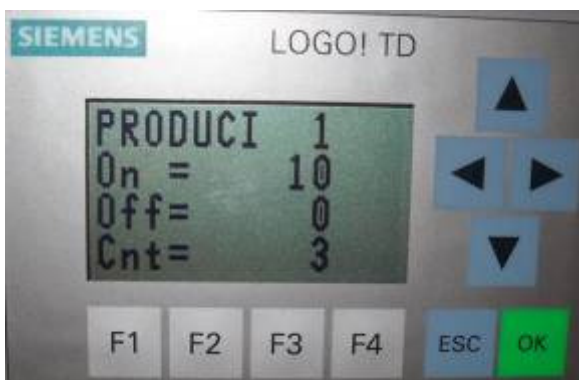 SIEMENS
LOGO! TD
PRODUCI 1
On = 10
Off= 0
Cnt= 3
F1 F2 F3 F4 ESC OK